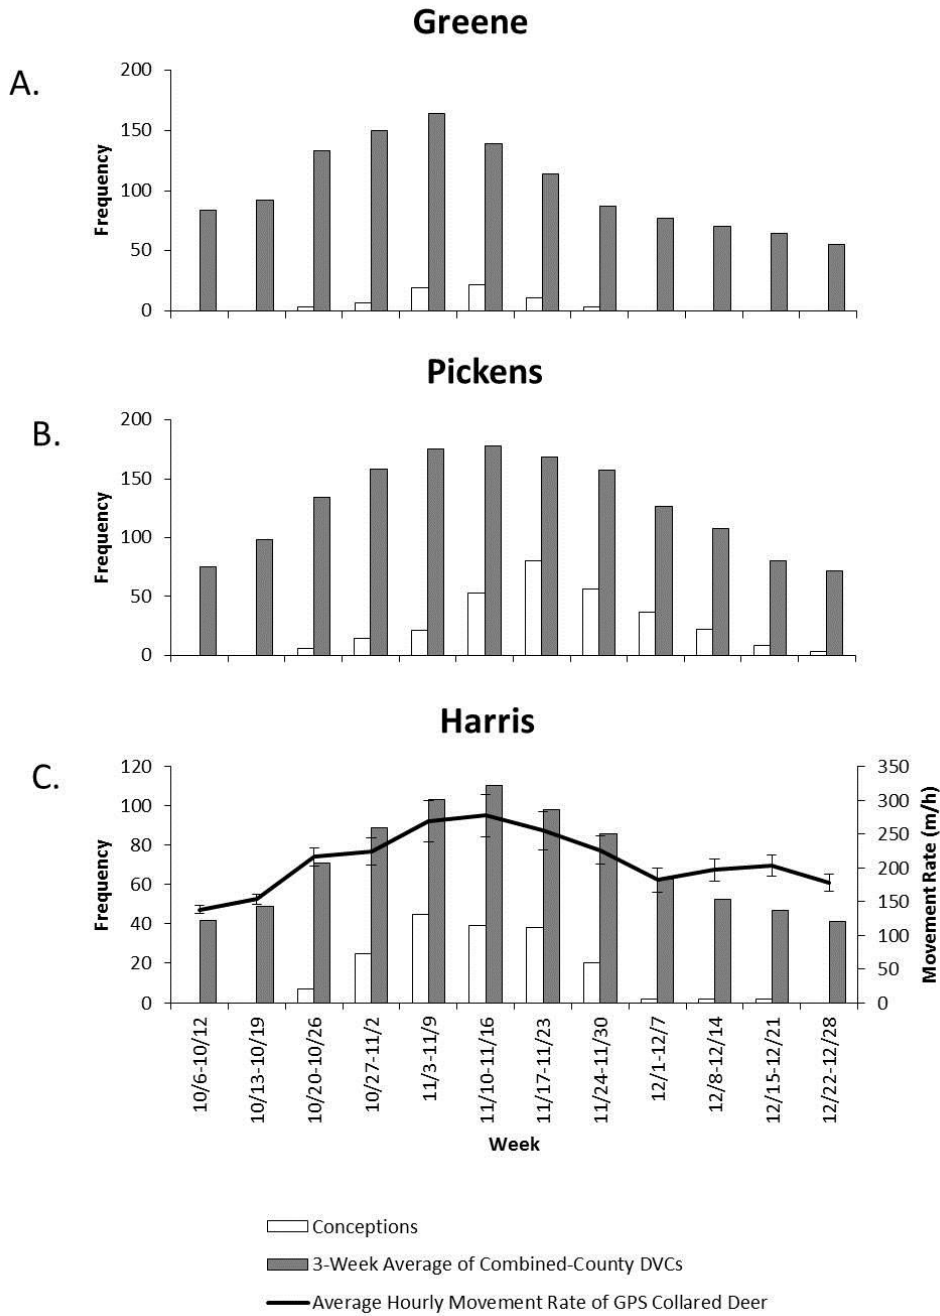 Greene
A.
200
150
100
50
0
Frequency
Pickens
B.
200
150
100
50
0
Frequency
Harris
C.
120
100
80
60
40
20
0
Frequency
350
300
250
200
150
100
50
0
Movement Rate (m/h)
10/6-10/12
10/13-10/19
10/20-10/26
10/27-11/2
11/3-11/9
11/10-11/16
11/17-11/23
11/24-11/30
12/1-12/7
12/8-12/14
12/15-12/21
12/22-12/28
Week
Conceptions
3-Week Average of Combined-County DVCs
Average Hourly Movement Rate of GPS Collared Deer